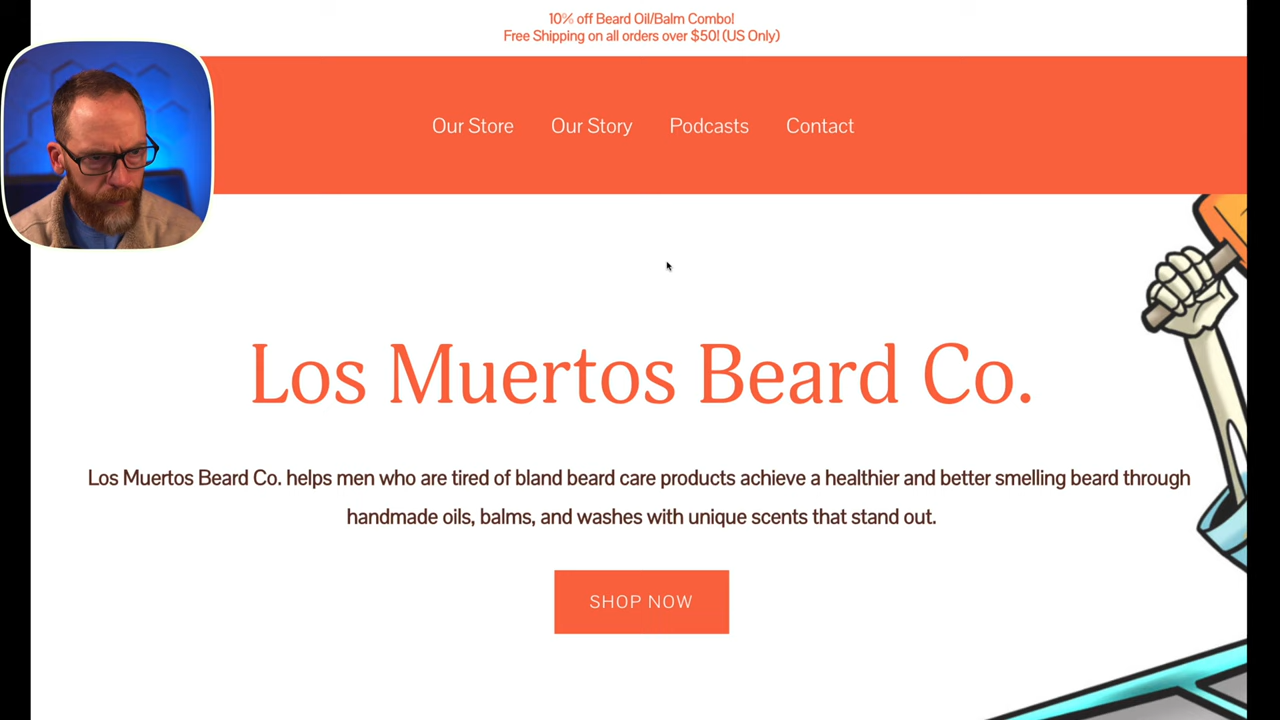 10% off Beard Oil/Balm Combo!
Free Shipping on all orders over $50! (US Only)
Our Store Our Story Podcasts Contact
Los Muertos Beard Co.
Los Muertos Beard Co. helps men who are tired of bland beard care products achieve a healthier and better smelling beard through
handmade oils, balms, and washes with unique scents that stand out.
SHOP NOW